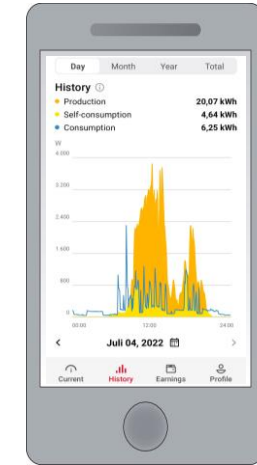 Day Month Year Total
History
Production 20,07 kWh
Self-consumption 4,64 kWh
Consumption 6,25 kWh
W
4 000
3 200
2 400
1 600
800
0
00:00 12:00 24:00
< Juli 04, 2022 >
Current History Earnings Profile